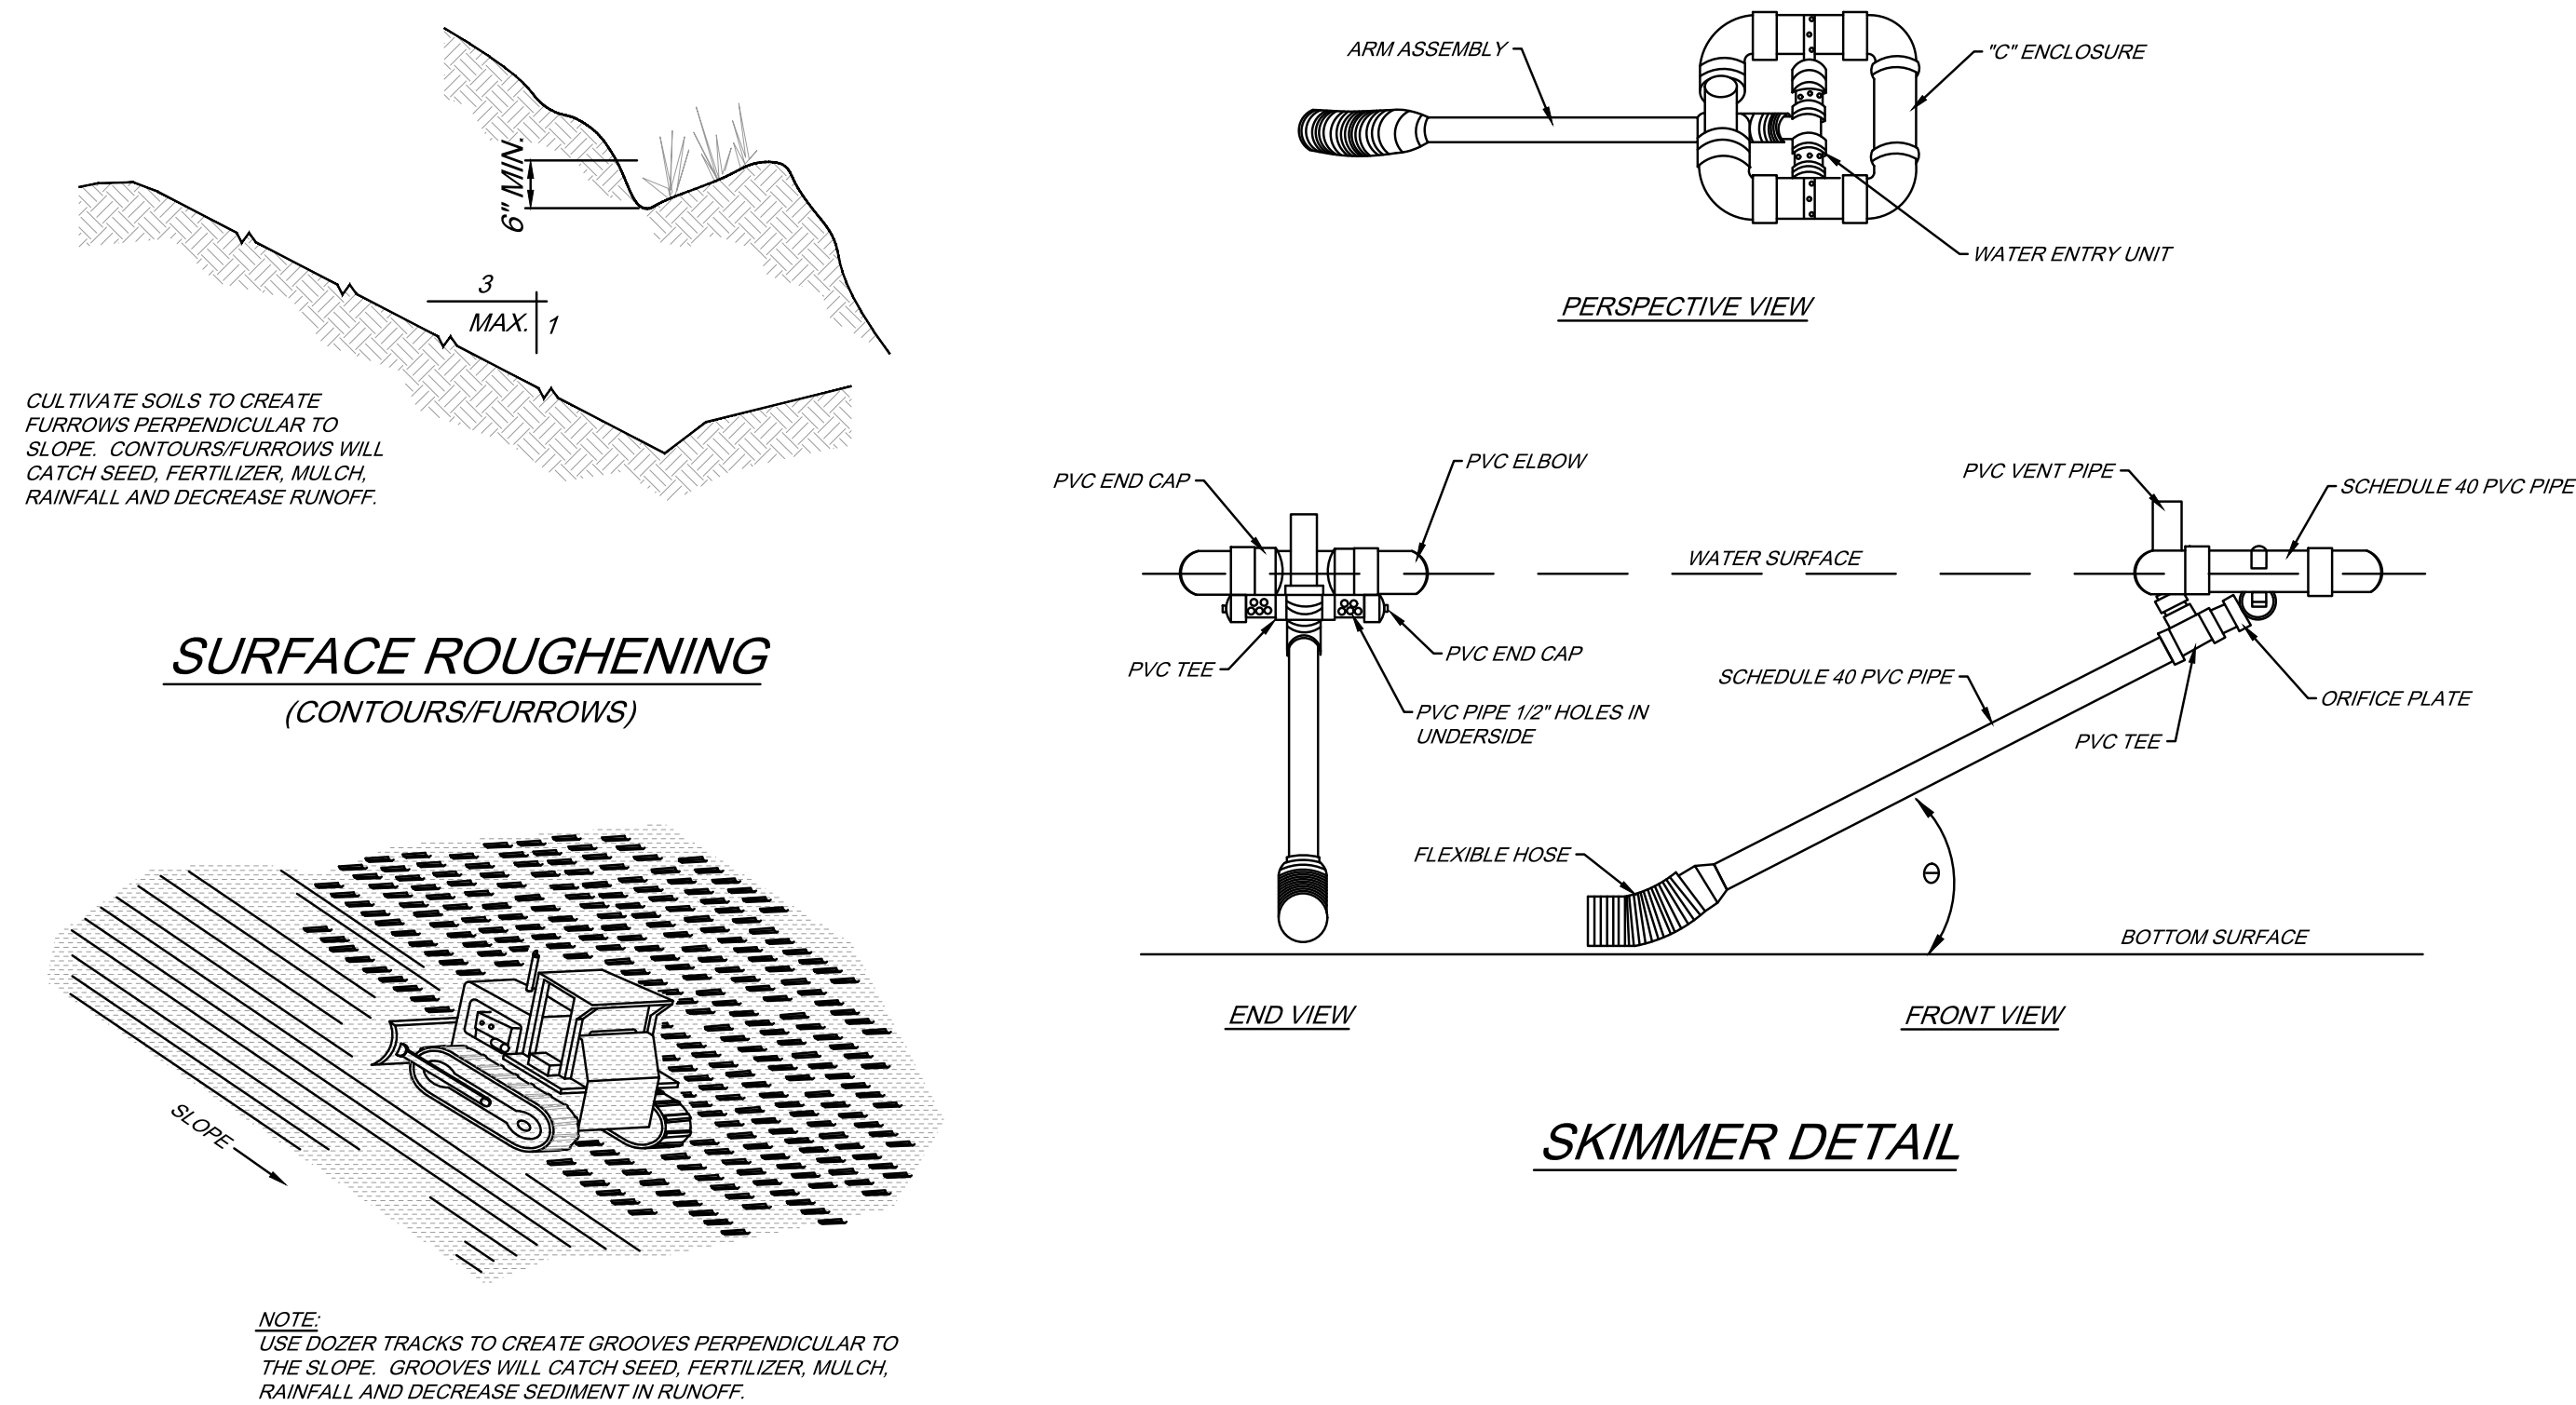 6" MIN.
3
MAX.
1
CULTIVATE SOILS TO CREATE
FURROWS PERPENDICULAR TO
SLOPE. CONTOURS/FURROWS WILL
CATCH SEED, FERTILIZER, MULCH,
RAINFALL AND DECREASE RUNOFF.
SURFACE ROUGHENING
(CONTOURS/FURROWS)
SLOPE
NOTE:
USE DOZER TRACKS TO CREATE GROOVES PERPENDICULAR TO
THE SLOPE. GROOVES WILL CATCH SEED, FERTILIZER, MULCH,
RAINFALL AND DECREASE SEDIMENT IN RUNOFF.
ARM ASSEMBLY
"C" ENCLOSURE
WATER ENTRY UNIT
PERSPECTIVE VIEW
PVC END CAP
PVC ELBOW
PVC TEE
PVC END CAP
PVC PIPE 1/2" HOLES IN
UNDERSIDE
END VIEW
WATER SURFACE
PVC VENT PIPE
SCHEDULE 40 PVC PIPE
SCHEDULE 40 PVC PIPE
ORIFICE PLATE
PVC TEE
FLEXIBLE HOSE
Θ
BOTTOM SURFACE
FRONT VIEW
SKIMMER DETAIL